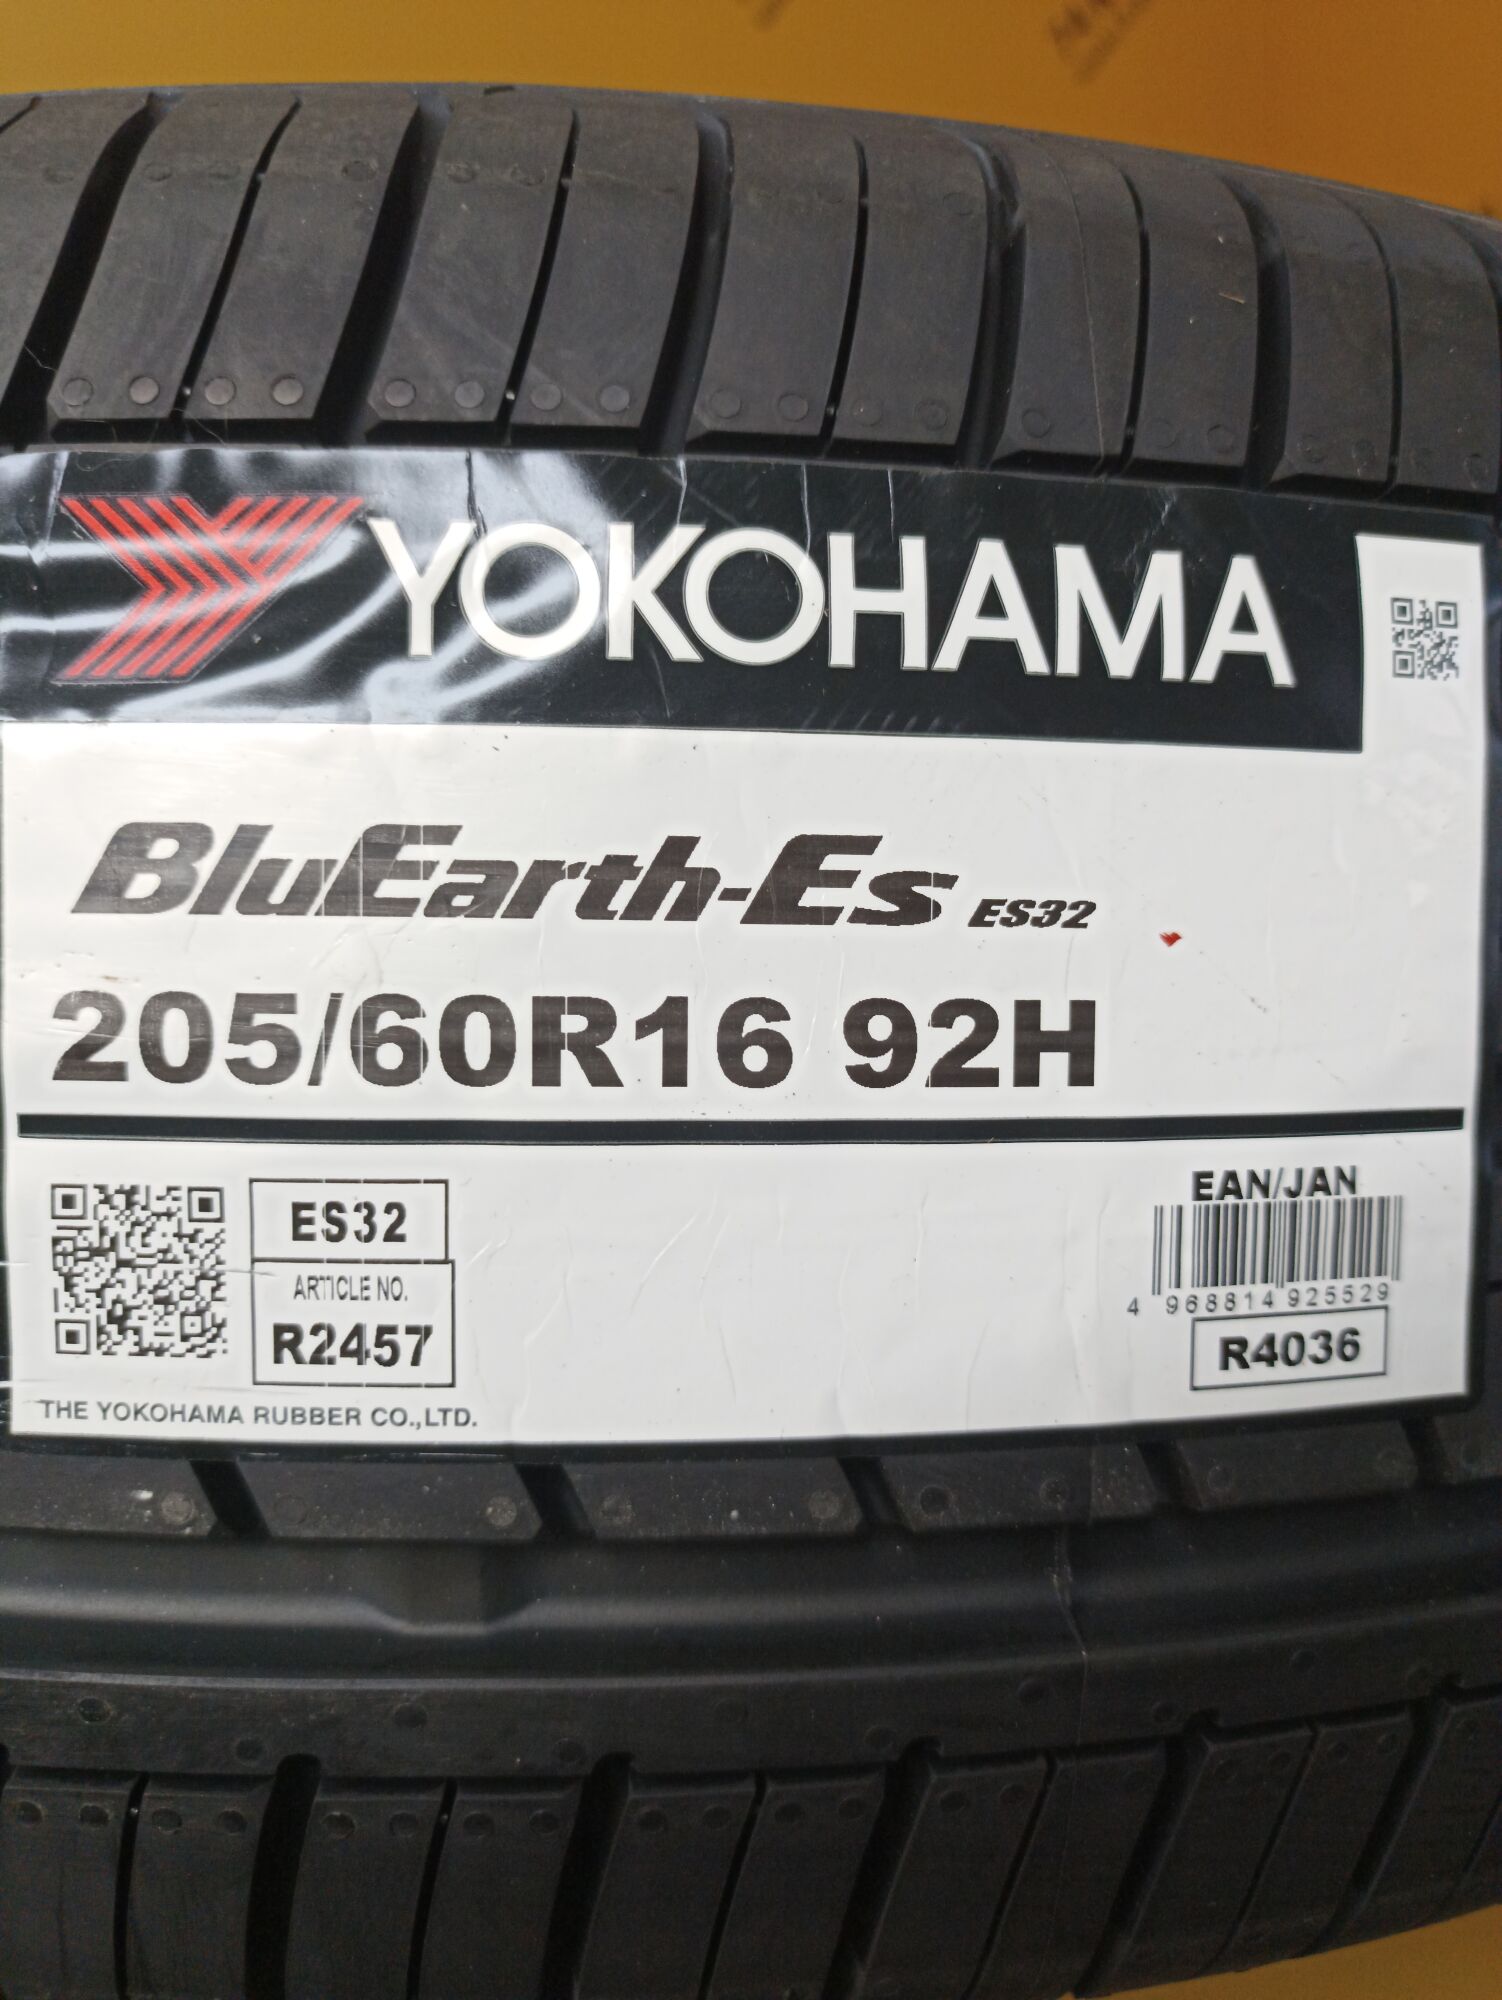 YOKOHAMA
BluEarth-Es ES32
205/60R16 92H
ES32
ARTICLE NO.
R2457
EAN/JAN
4 968814 925529
R4036
THE YOKOHAMA RUBBER CO.,LTD.